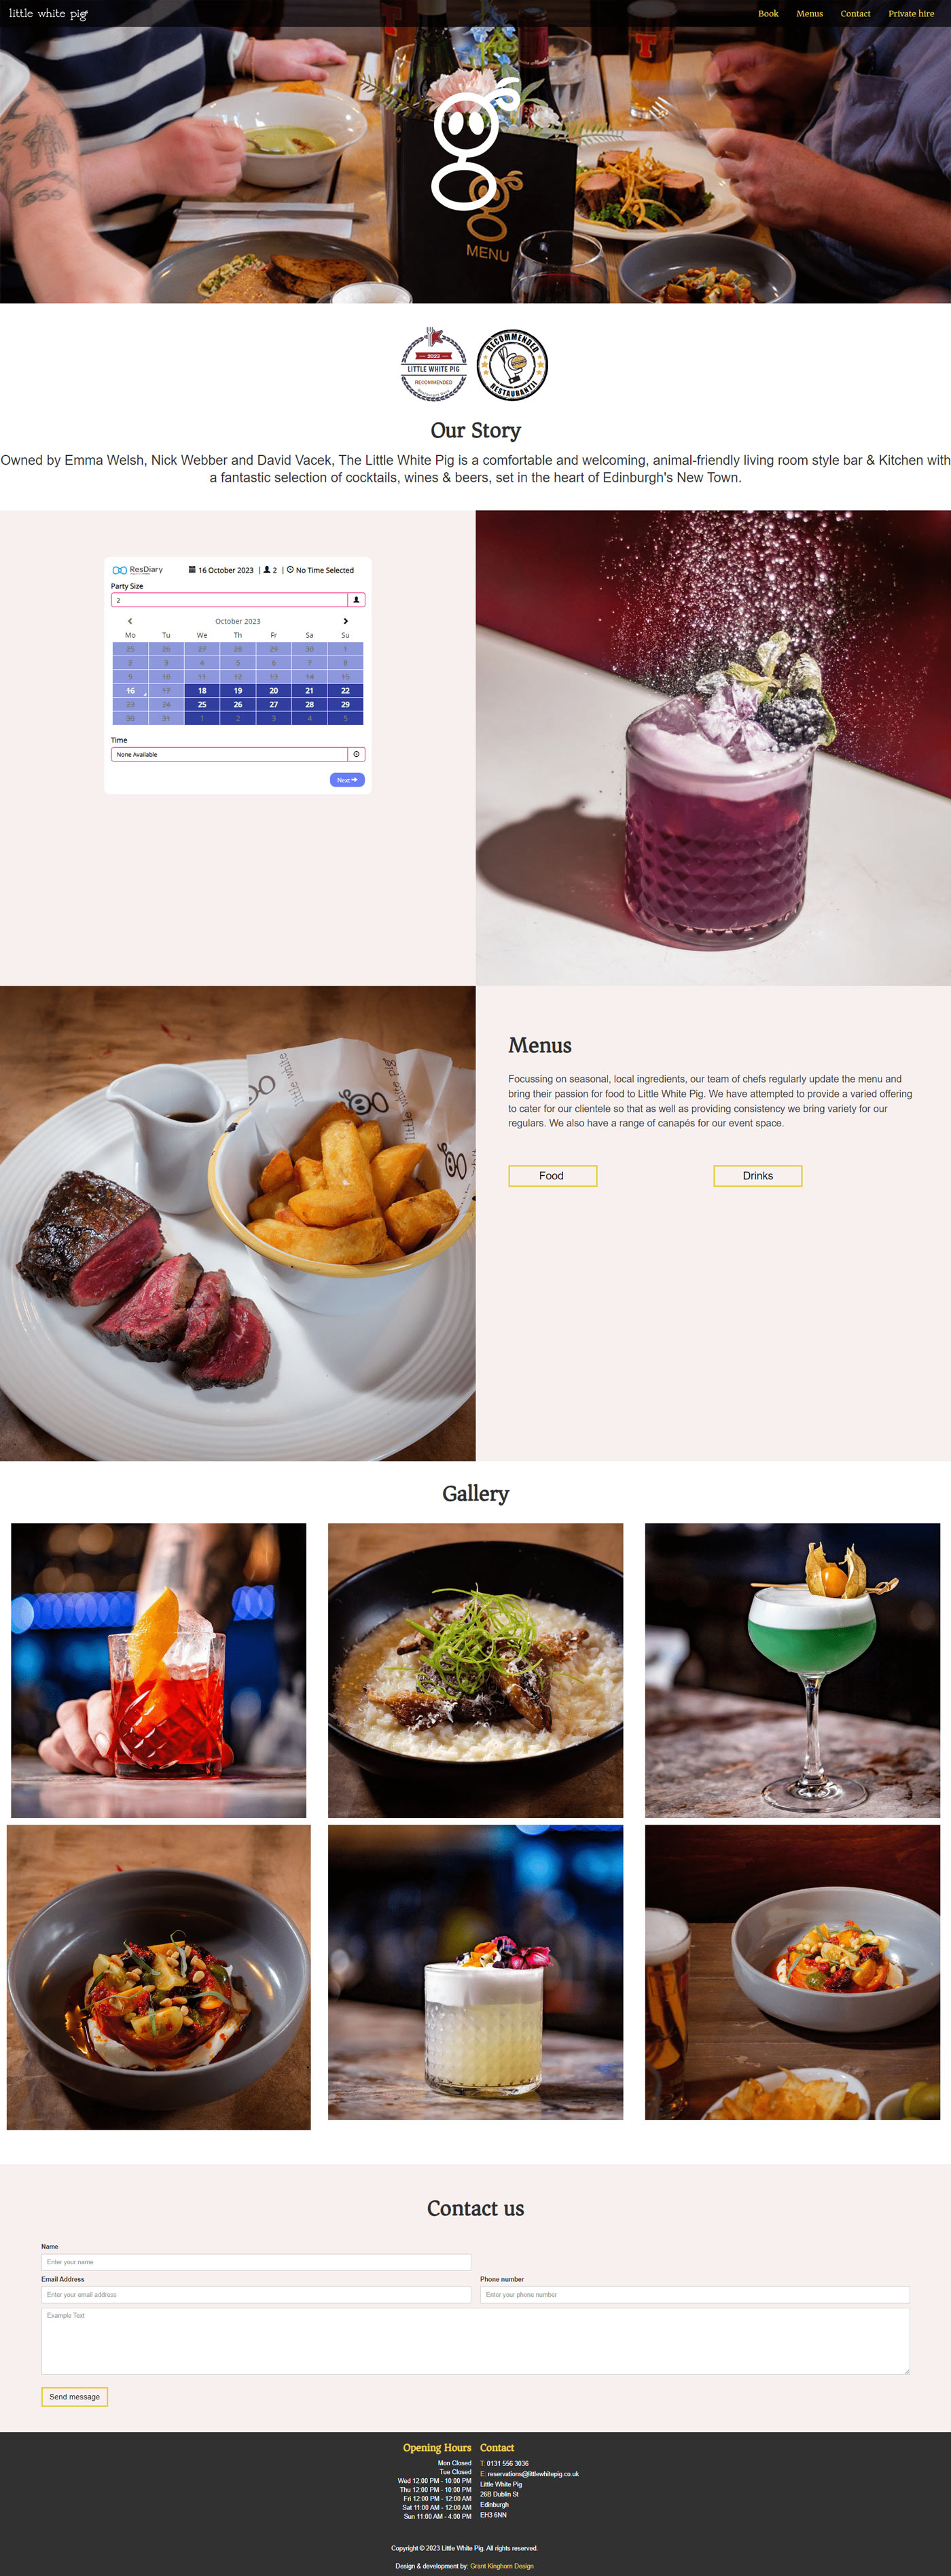 little white pig
Book Menus Contact Private hire
MENU
2023
LITTLE WHITE PIG
RECOMMENDED
RECOMMENDED
RESTAURANTJI
Our Story
Owned by Emma Welsh, Nick Webber and David Vacek, The Little White Pig is a comfortable and welcoming, animal-friendly living room style bar & Kitchen with
a fantastic selection of cocktails, wines & beers, set in the heart of Edinburgh's New Town.
ResDiary
16 October 2023 | 2 | No Time Selected
Party Size
2
October 2023
Mo Tu We Th Fr Sa Su
25 26 27 28 29 30 1
2 3 4 5 6 7 8
9 10 11 12 13 14 15
16 17 18 19 20 21 22
23 24 25 26 27 28 29
30 31 1 2 3 4 5
Time
None Available
Next
little white
little white pig
Menus
Focussing on seasonal, local ingredients, our team of chefs regularly update the menu and
bring their passion for food to Little White Pig. We have attempted to provide a varied offering
to cater for our clientele so that as well as providing consistency we bring variety for our
regulars. We also have a range of canapés for our event space.
Food
Drinks
Gallery
Contact us
Name
Enter your name
Email Address
Phone number
Enter your email address
Enter your phone number
Example Text
Send message
Opening Hours
Mon Closed
Tue Closed
Wed 12:00 PM - 10:00 PM
Thu 12:00 PM - 10:00 PM
Fri 12:00 PM - 12:00 AM
Sat 11:00 AM - 12:00 AM
Sun 11:00 AM - 4:00 PM
Contact
T: 0131 556 3036
E: reservations@littlewhitepig.co.uk
Little White Pig
26B Dublin St
Edinburgh
EH3 6NN
Copyright © 2023 Little White Pig. All rights reserved.
Design & development by: Grant Kinghorn Design